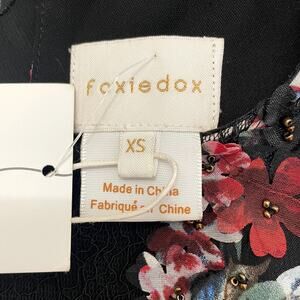 foxiedox
XS
Made in China
Fabriqué en Chine